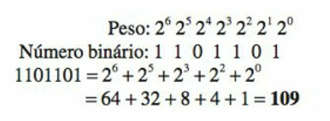 Peso: 2⁶ 2⁵ 2⁴ 2³ 2² 2¹ 2⁰
Número binário: 1 1 0 1 1 0 1
1101101 = 2⁶ + 2⁵ + 2³ + 2² + 2⁰
= 64 + 32 + 8 + 4 + 1 = 109